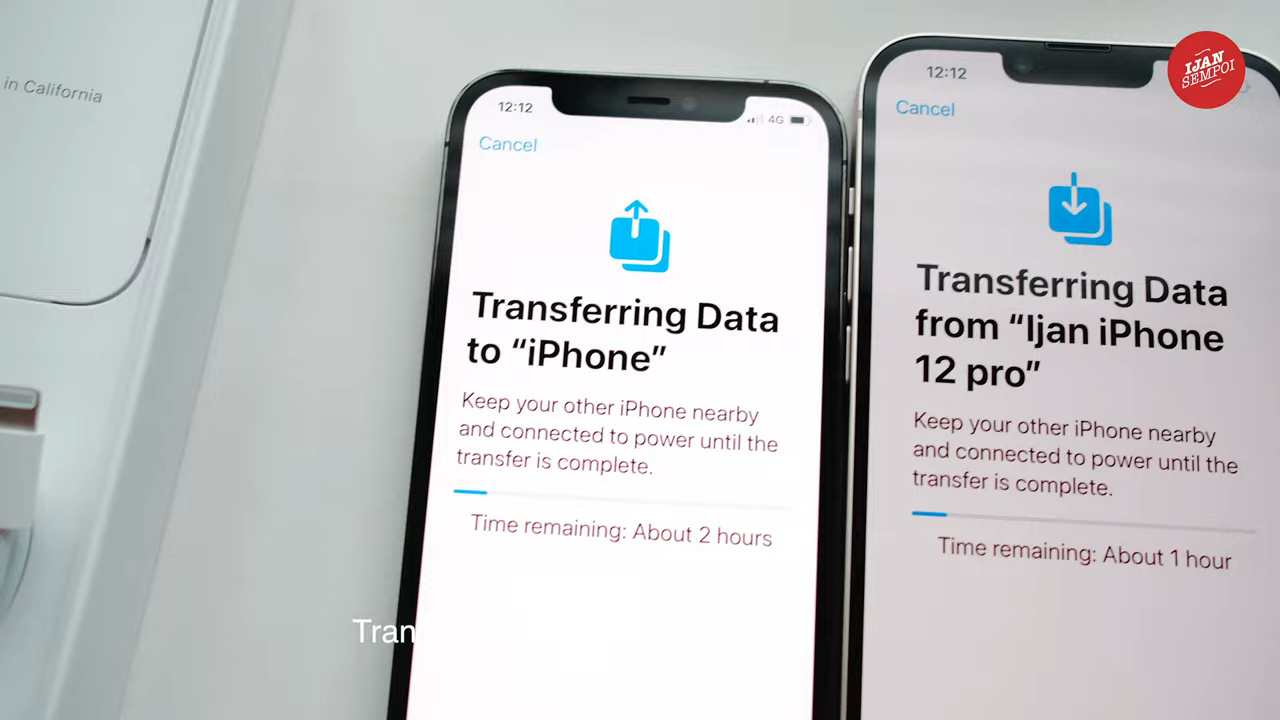 in California
12:12
4G
Cancel
Transferring Data
to “iPhone”
Keep your other iPhone nearby
and connected to power until the
transfer is complete.
Time remaining: About 2 hours
12:12
Cancel
Transferring Data
from “Ijan iPhone
12 pro”
Keep your other iPhone nearby
and connected to power until the
transfer is complete.
Time remaining: About 1 hour
IJAN
SEMPOI